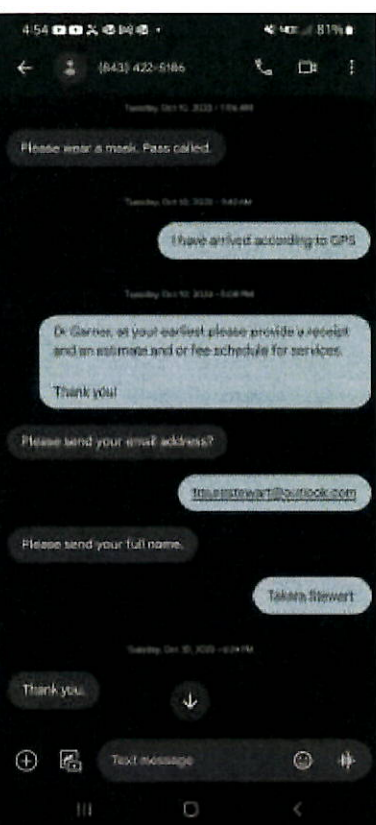 4:54 81%
(843) 422-5186
Please wear a mask. Pass called.
I have arrived according to GPS
Dr Garner, at your earliest please provide a receipt
and an estimate and or fee schedule for services.
Thank you!
Please send your email address?
Please send your full name.
Takara Stewart
Thank you.
Text message